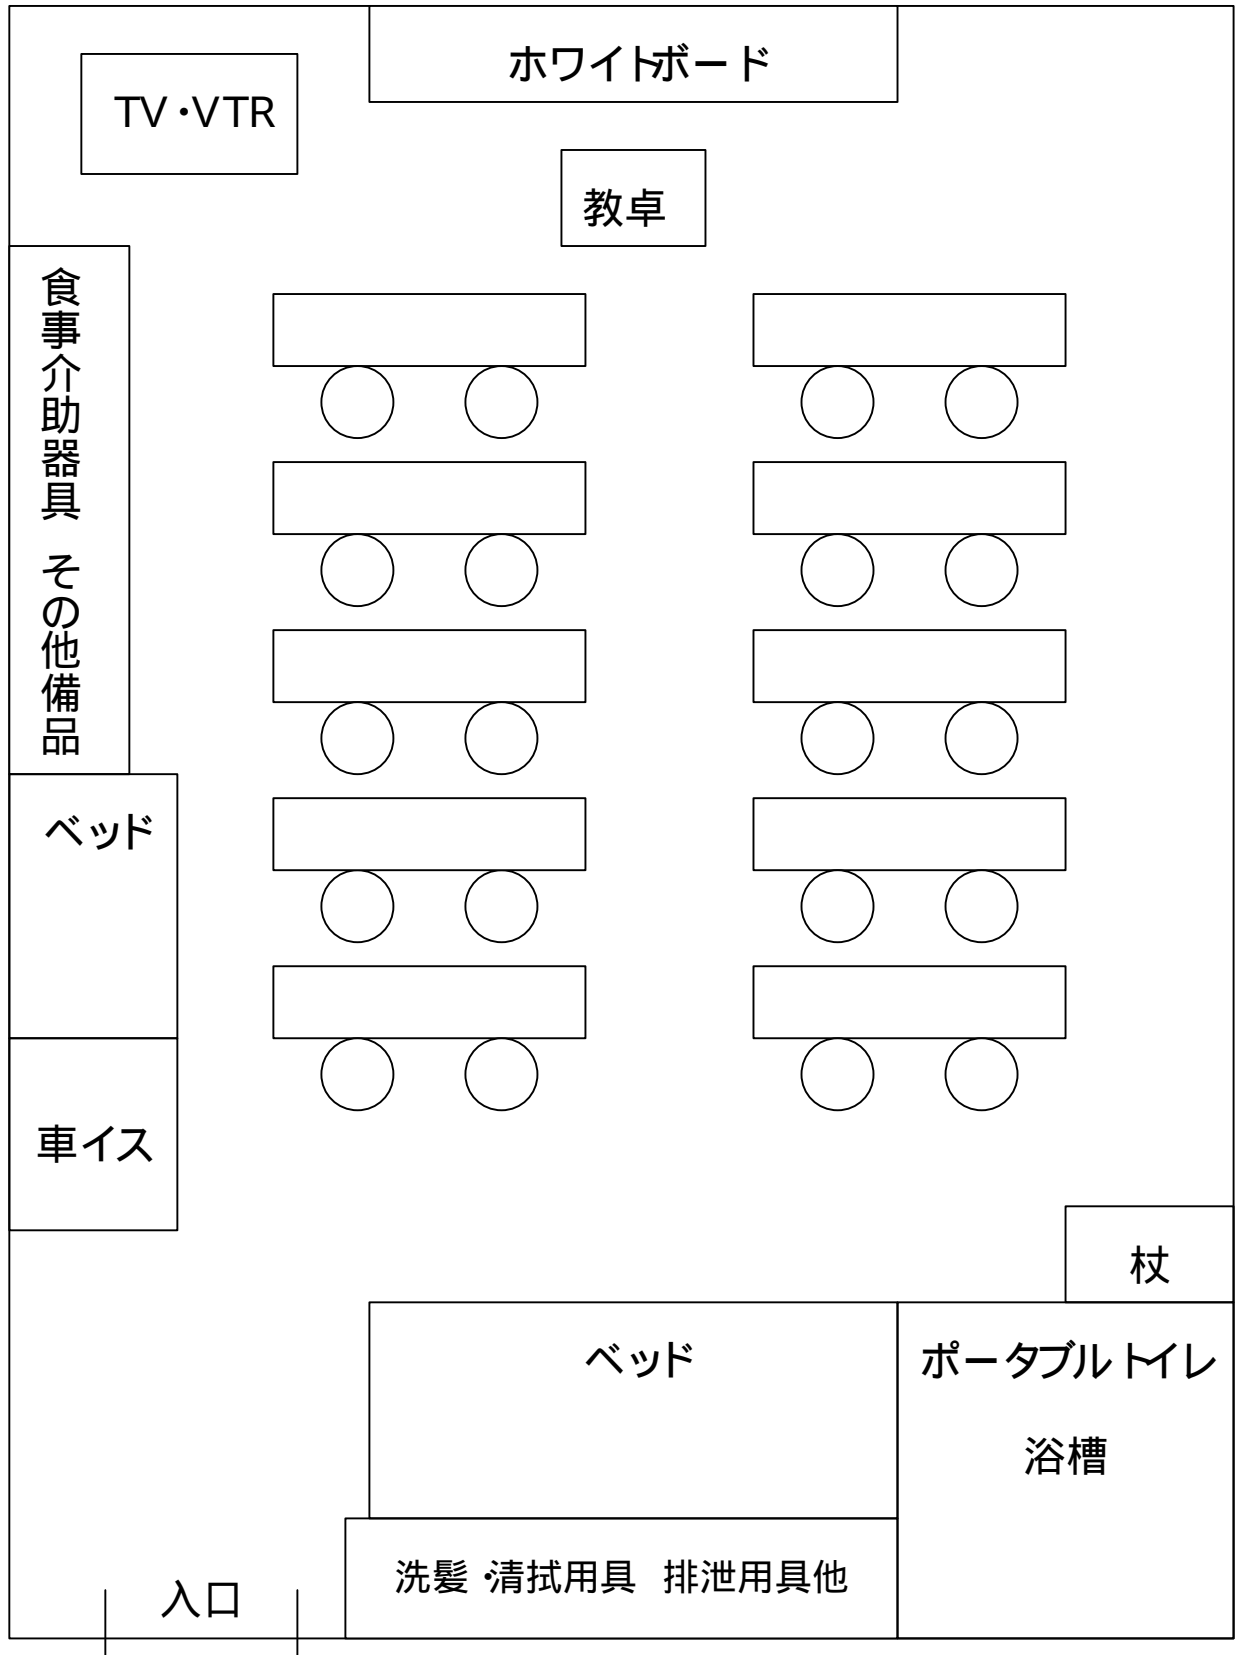 ホワイトボード
TV・VTR
教卓
食事介助器具 その他備品
ベッド
車イス
杖
ベッド
ポータブルトイレ
浴槽
洗髪・清拭用具 排泄用具他
入口